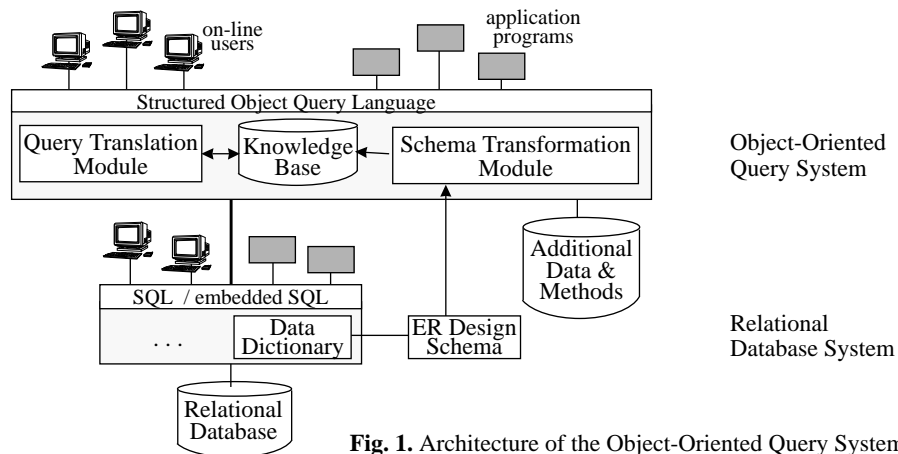 on-line
users
application
programs
Structured Object Query Language
Query Translation
Module
Knowledge
Base
Schema Transformation
Module
Object-Oriented
Query System
Additional
Data &
Methods
SQL / embedded SQL
. . .
Data
Dictionary
ER Design
Schema
Relational
Database System
Relational
Database
Fig. 1. Architecture of the Object-Oriented Query System